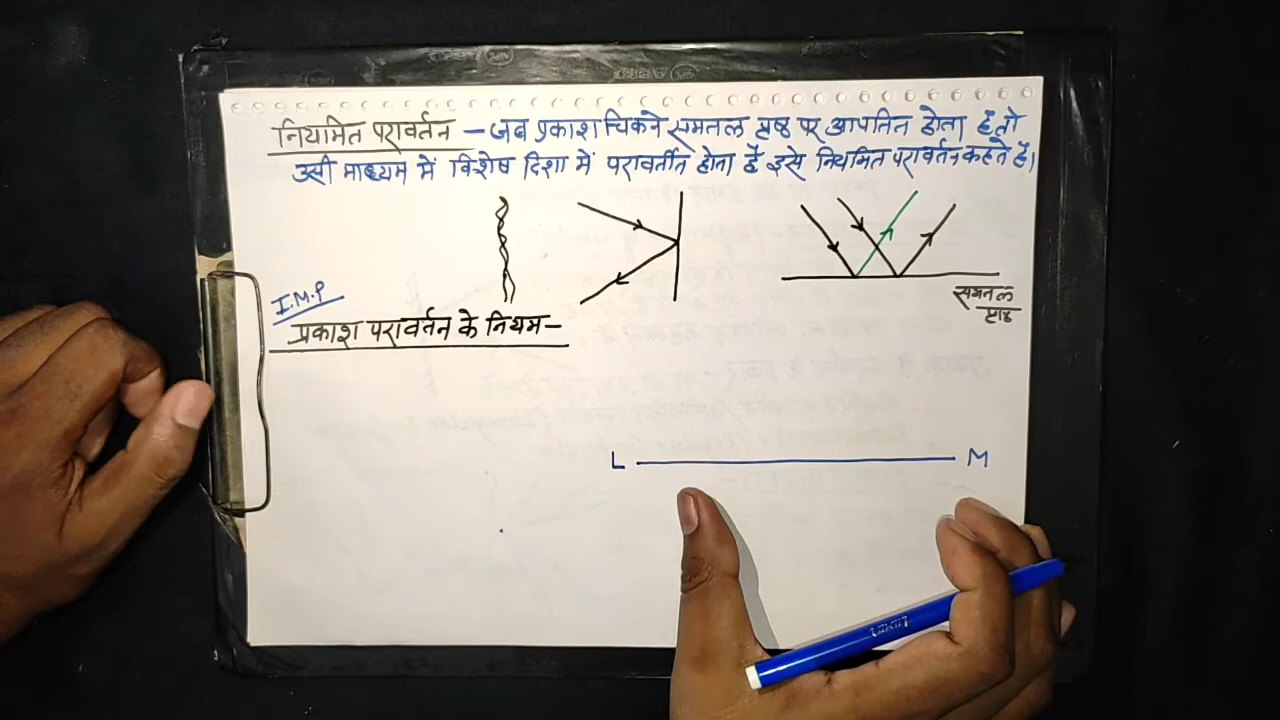 नियमित परावर्तन - जब प्रकाश चिकने समतल पृष्ठ पर आपतित होता है तो
उसी माध्यम में विशेष दिशा में परावर्तीत होता है इसे नियमित परावर्तन कहते है।
समतल
पृष्ठ
I.M.P
प्रकाश परावर्तन के नियम-
L M